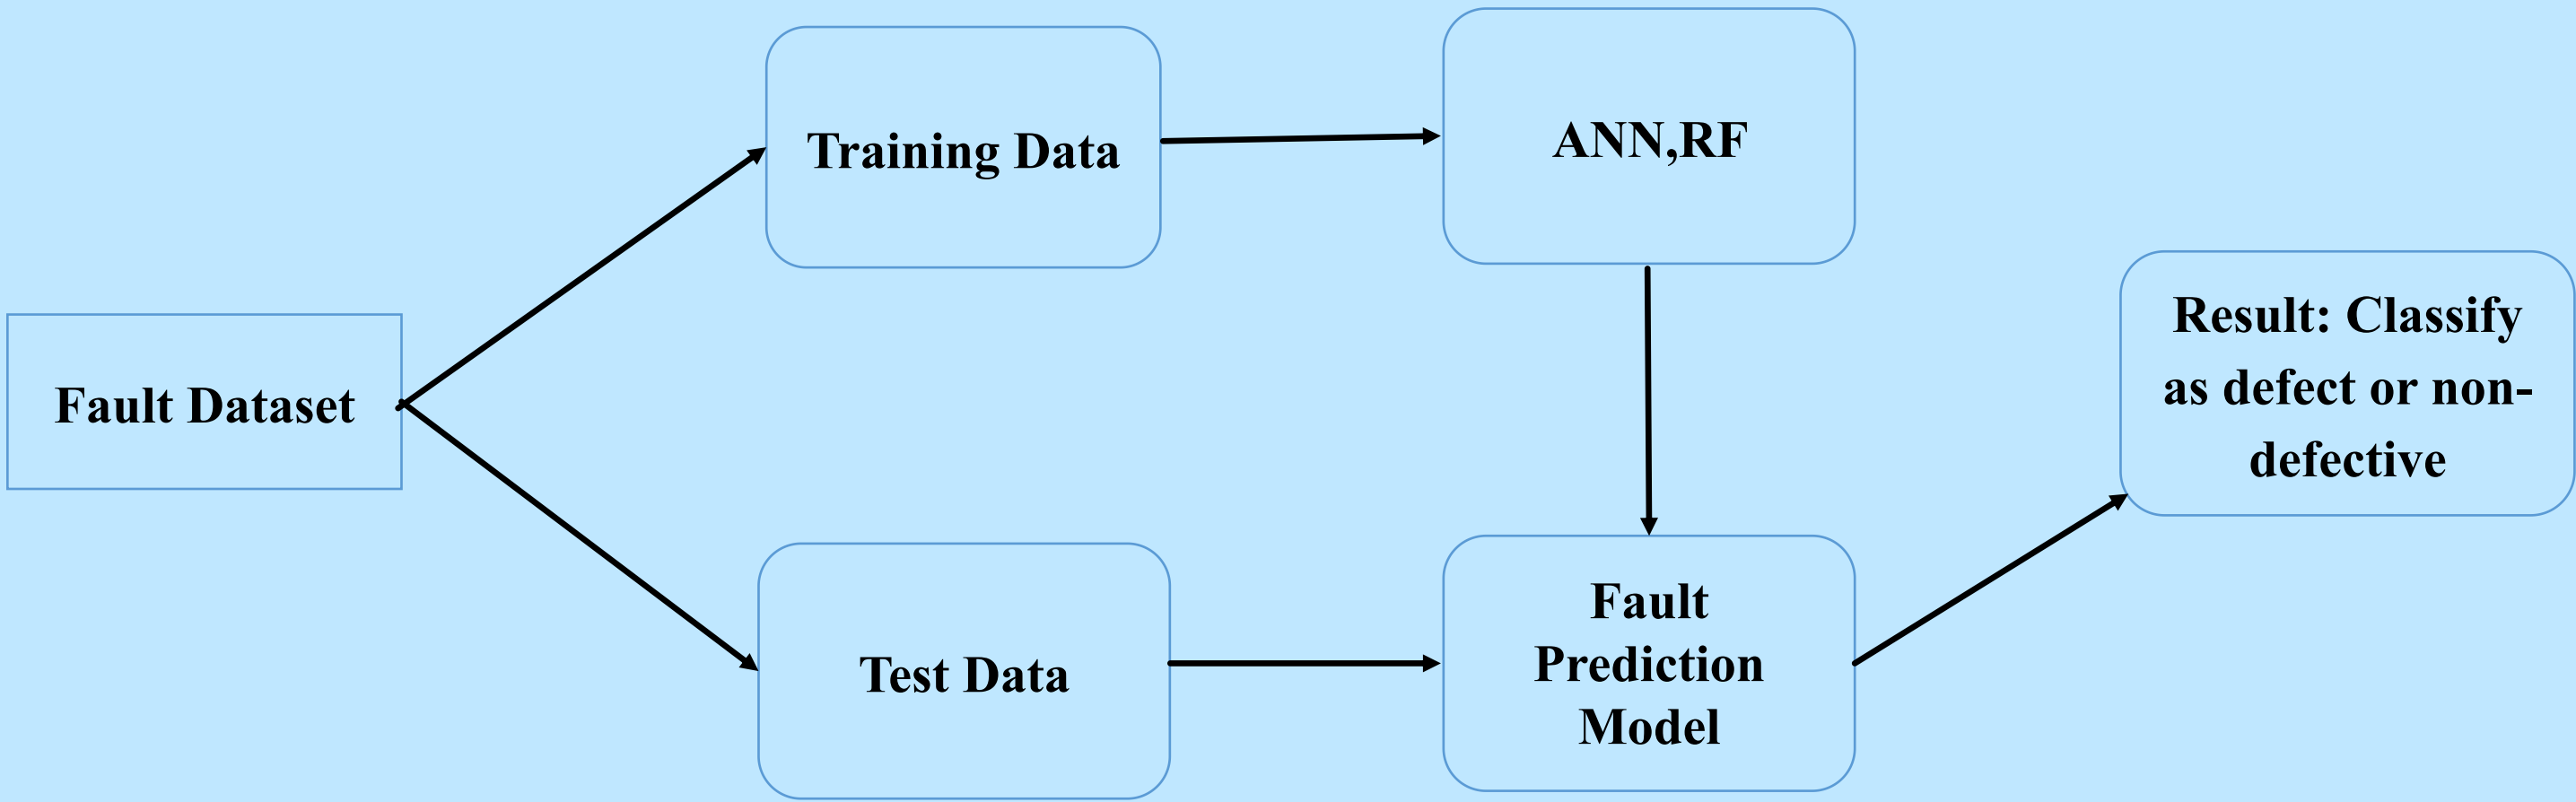 Training Data
ANN,RF
Fault Dataset
Result: Classify
as defect or non-
defective
Test Data
Fault
Prediction
Model